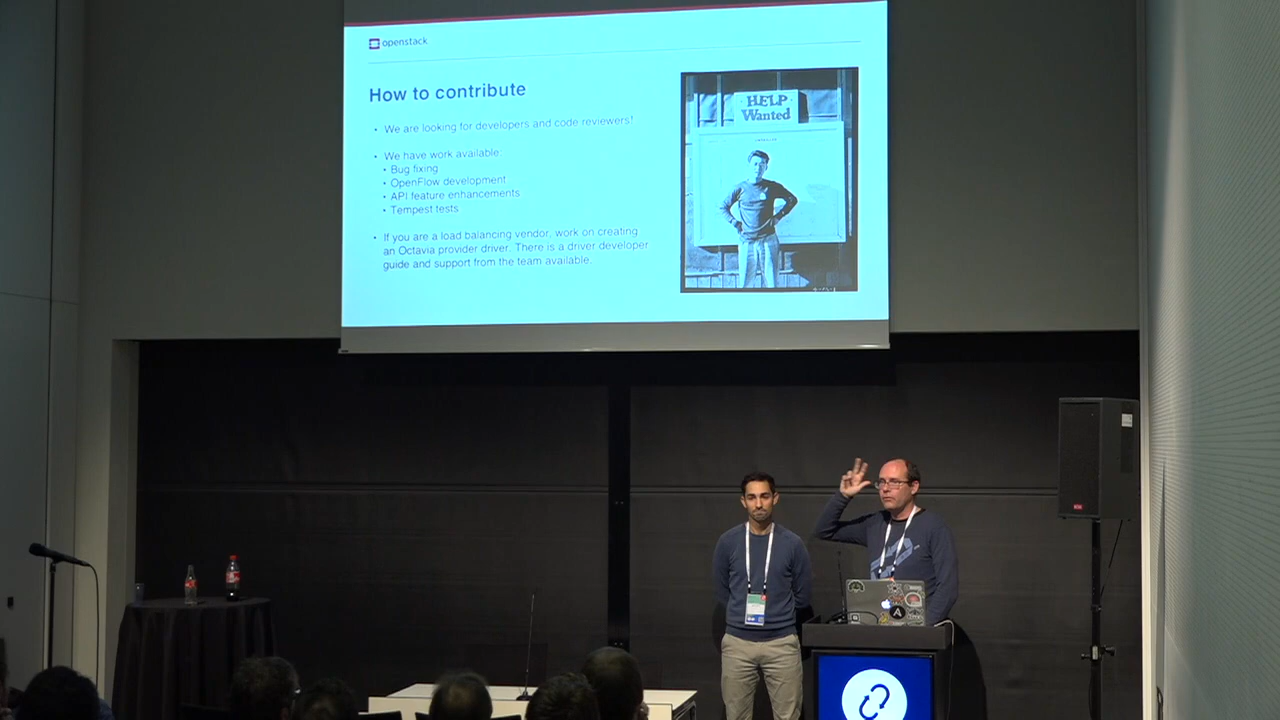 openstack
How to contribute
HELP
Wanted
• We are looking for developers and code reviewers!
• We have work available:
• Bug fixing
• OpenFlow development
• API feature enhancements
• Tempest tests
• If you are a load balancing vendor, work on creating
an Octavia provider driver. There is a driver developer
guide and support from the team available.